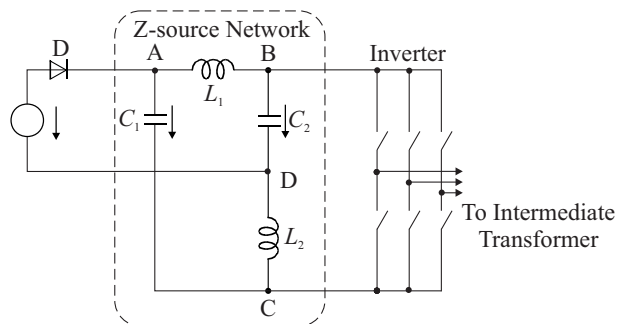 Z-source Network
D
A
B
Inverter
L1
C1
C2
D
To Intermediate
Transformer
L2
C